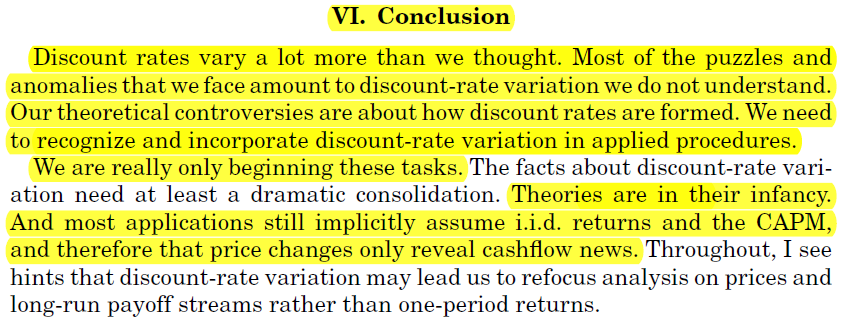 VI. Conclusion
Discount rates vary a lot more than we thought. Most of the puzzles and
anomalies that we face amount to discount-rate variation we do not understand.
Our theoretical controversies are about how discount rates are formed. We need
to recognize and incorporate discount-rate variation in applied procedures.
We are really only beginning these tasks. The facts about discount-rate vari-
ation need at least a dramatic consolidation. Theories are in their infancy.
And most applications still implicitly assume i.i.d. returns and the CAPM,
and therefore that price changes only reveal cashflow news. Throughout, I see
hints that discount-rate variation may lead us to refocus analysis on prices and
long-run payoff streams rather than one-period returns.